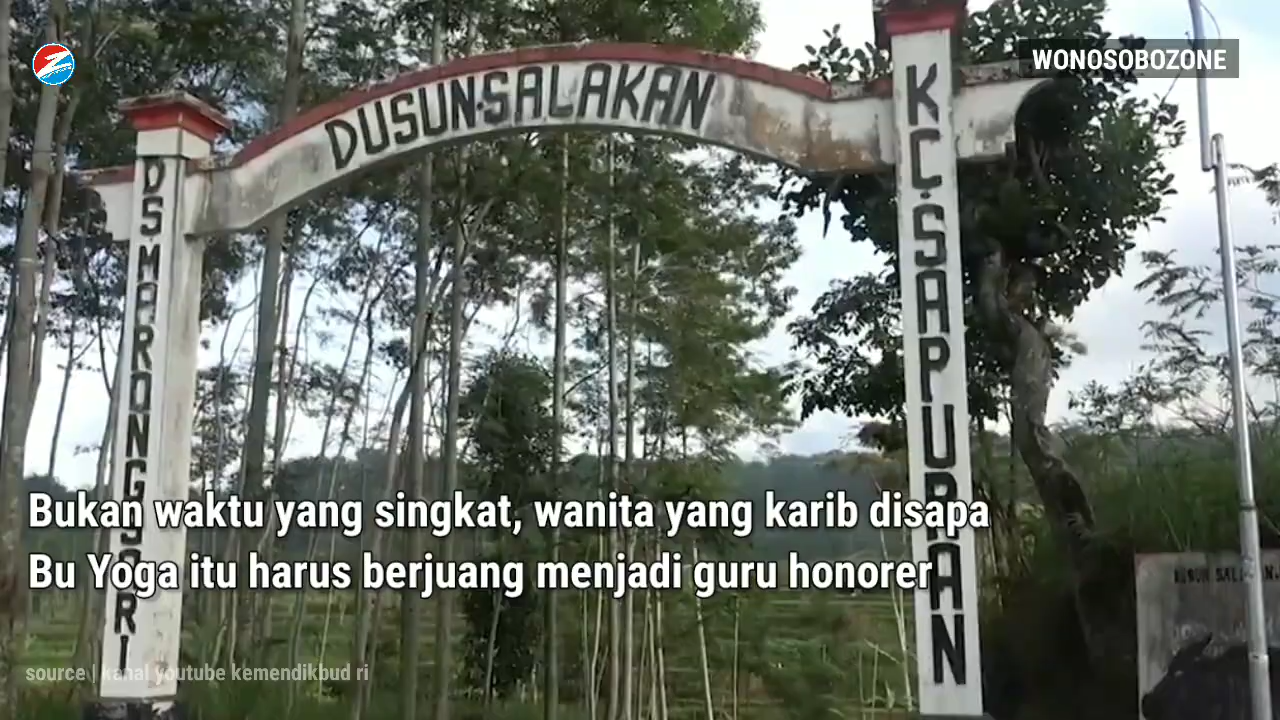 WONOSOBOZONE
DUSUN·SALAKAN
DS MARONGSARI
KC·SAPURAN
Bukan waktu yang singkat, wanita yang karib disapa
Bu Yoga itu harus berjuang menjadi guru honorer
source | kanal youtube kemendikbud ri